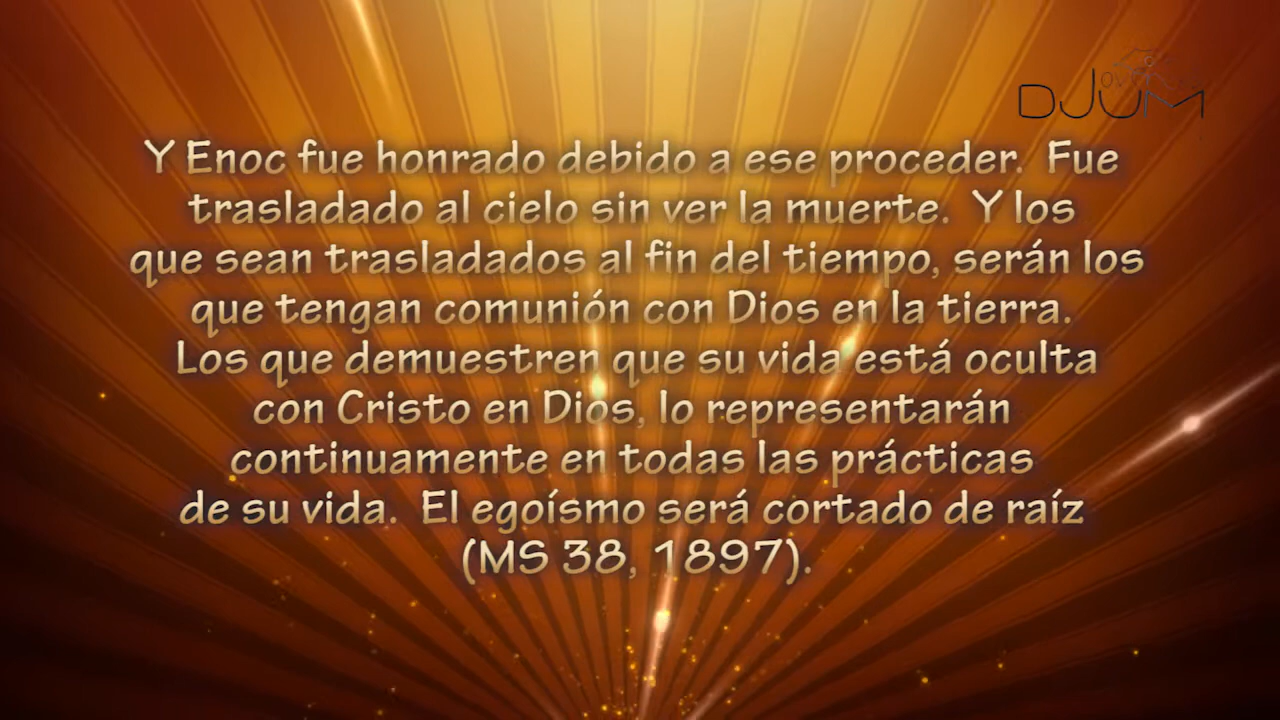 DJUM
Y Enoc fue honrado debido a ese proceder. Fue
trasladado al cielo sin ver la muerte. Y los
que sean trasladados al fin del tiempo, serán los
que tengan comunión con Dios en la tierra.
Los que demuestren que su vida está oculta
con Cristo en Dios, lo representarán
continuamente en todas las prácticas
de su vida. El egoísmo será cortado de raíz
(MS 38, 1897).